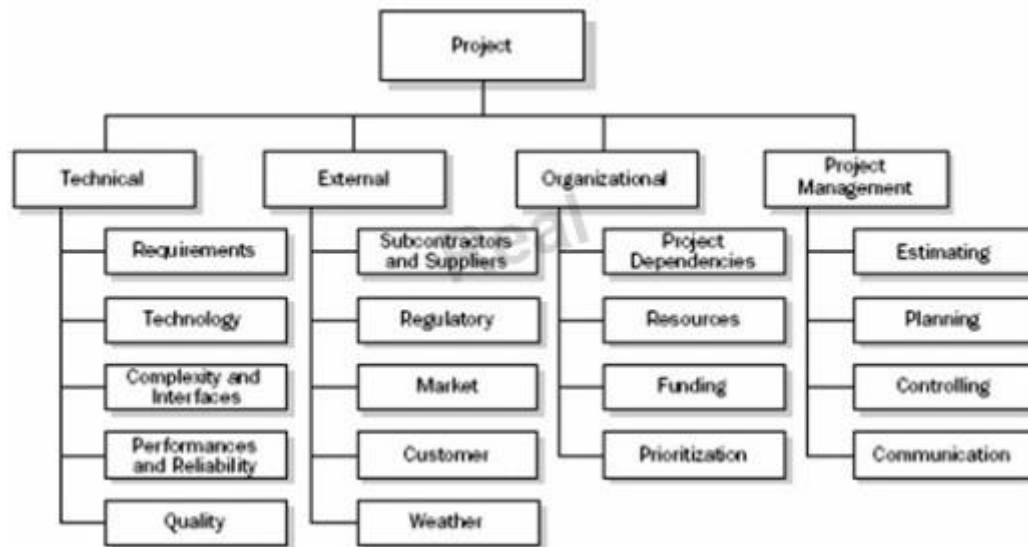 Project
Technical
External
Organizational
Project
Management
Requirements
Technology
Complexity and
Interfaces
Performances
and Reliability
Quality
Subcontractors
and Suppliers
Regulatory
Market
Customer
Weather
Project
Dependencies
Resources
Funding
Prioritization
Estimating
Planning
Controlling
Communication
Real